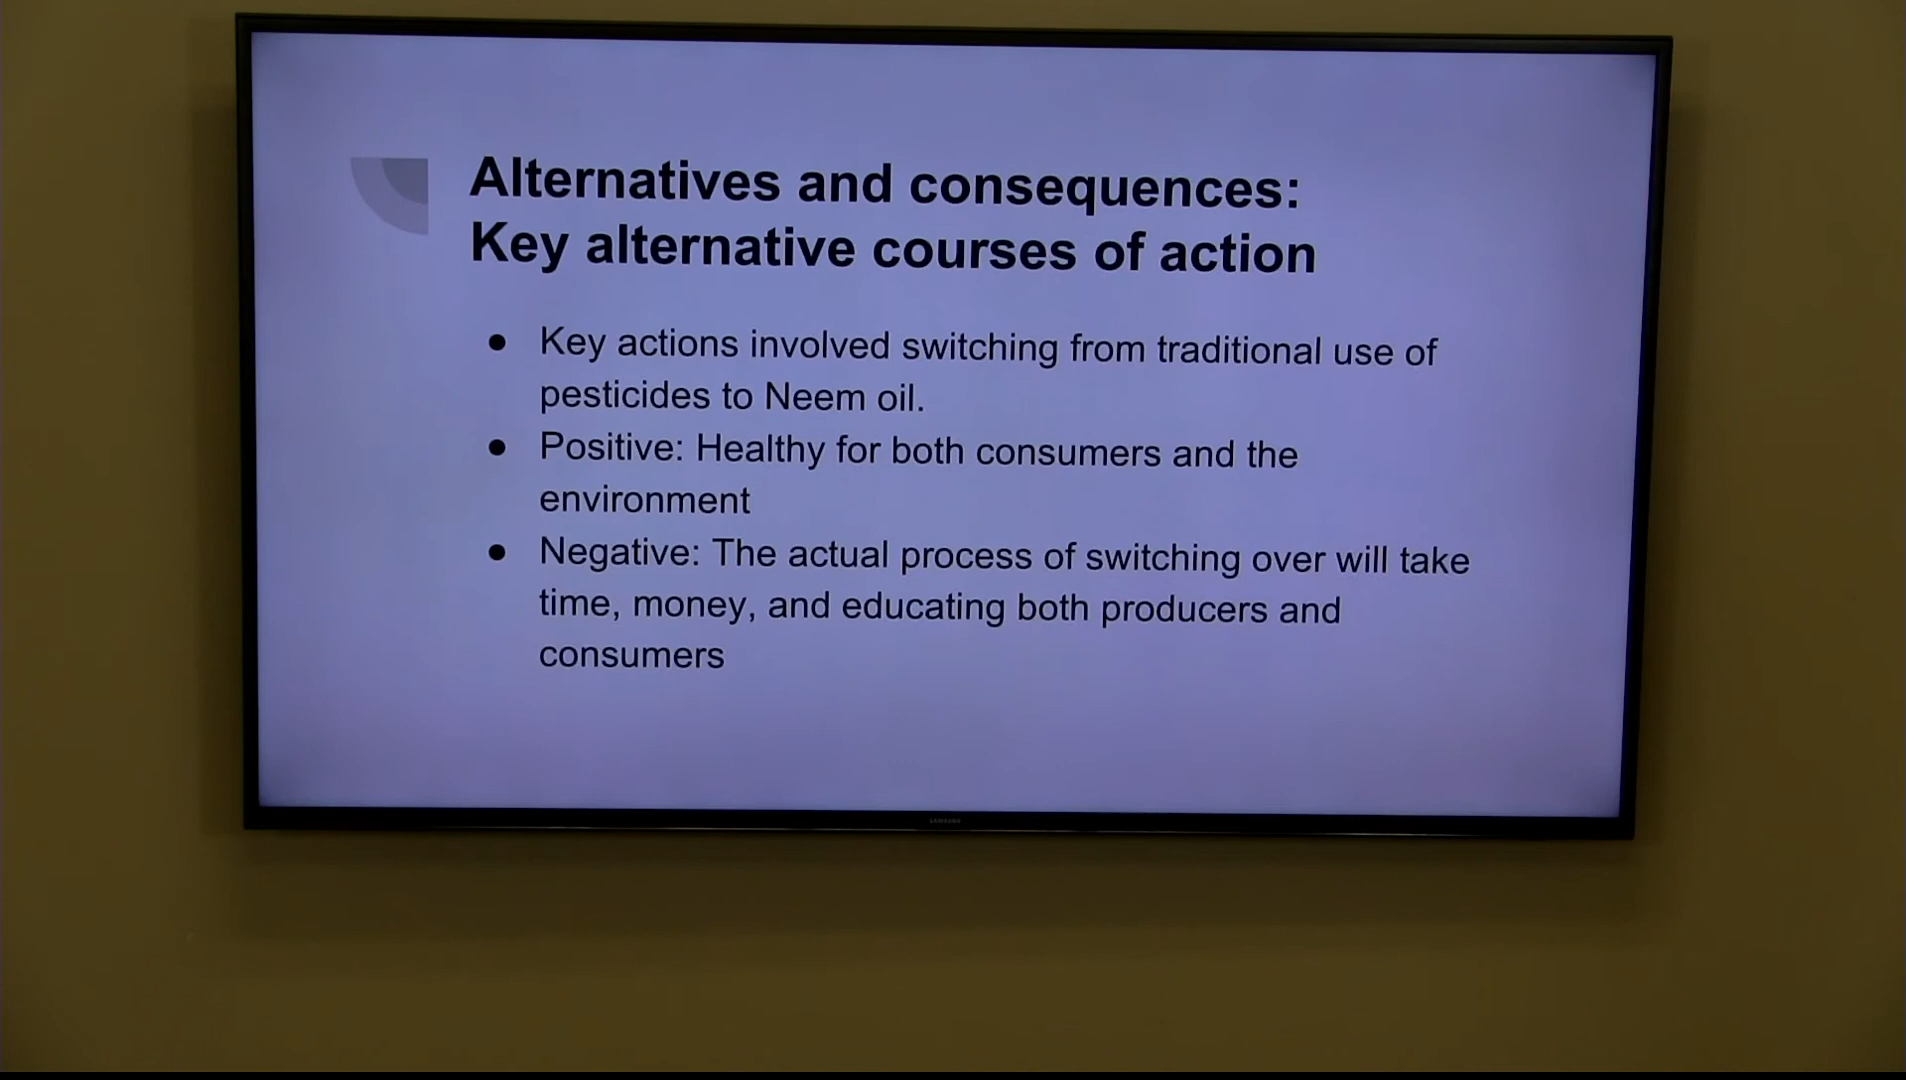 Alternatives and consequences:
Key alternative courses of action
● Key actions involved switching from traditional use of
pesticides to Neem oil.
● Positive: Healthy for both consumers and the
environment
● Negative: The actual process of switching over will take
time, money, and educating both producers and
consumers
SAMSUNG